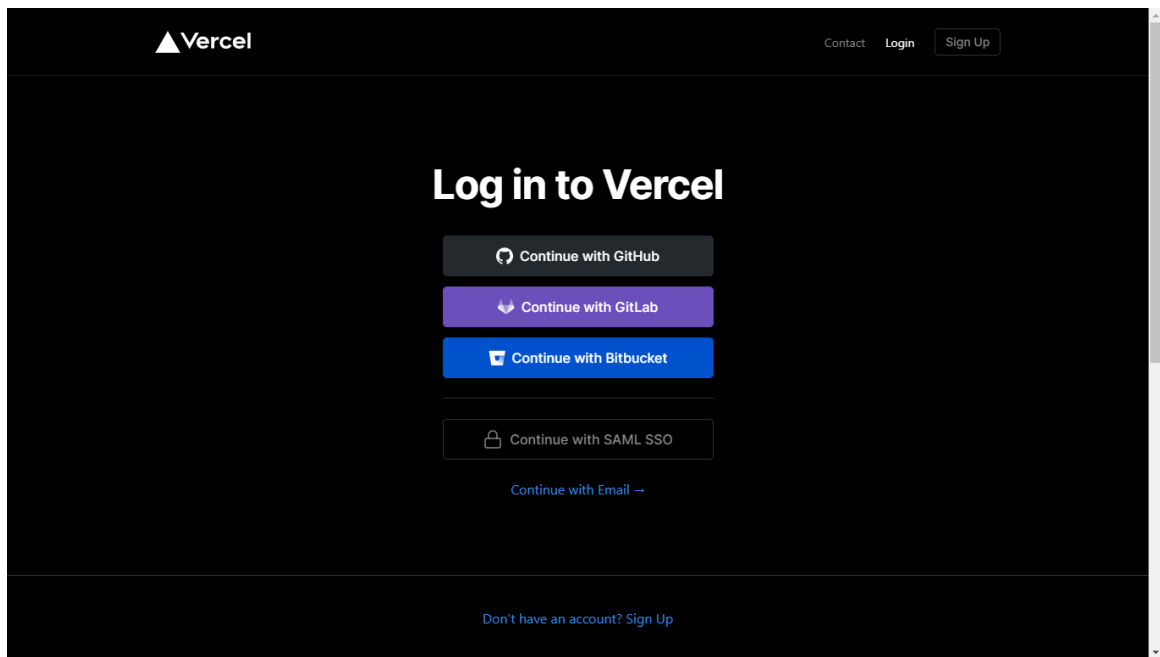 Vercel
Contact Login Sign Up
Log in to Vercel
Continue with GitHub
Continue with GitLab
Continue with Bitbucket
Continue with SAML SSO
Continue with Email →
Don't have an account? Sign Up